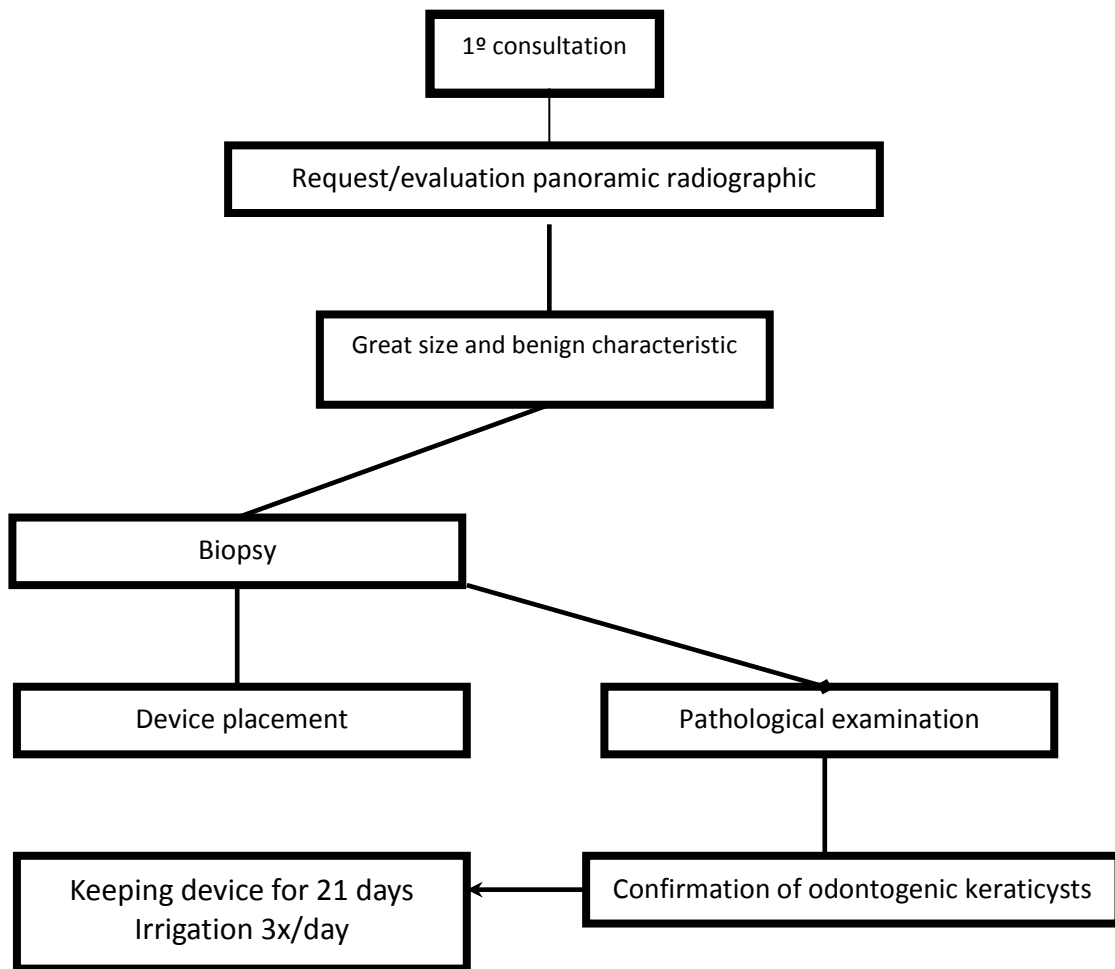 1º consultation
Request/evaluation panoramic radiographic
Great size and benign characteristic
Biopsy
Device placement
Pathological examination
Keeping device for 21 days
Irrigation 3x/day
Confirmation of odontogenic keraticysts